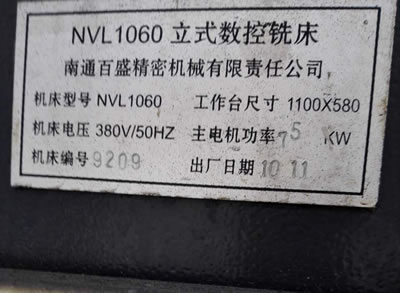 NVL1060 立式数控铣床
南通百盛精密机械有限责任公司
机床型号 NVL1060 工作台尺寸 1100X580
机床电压 380V/50HZ 主电机功率 75 KW
机床编号 9209 出厂日期 10 11